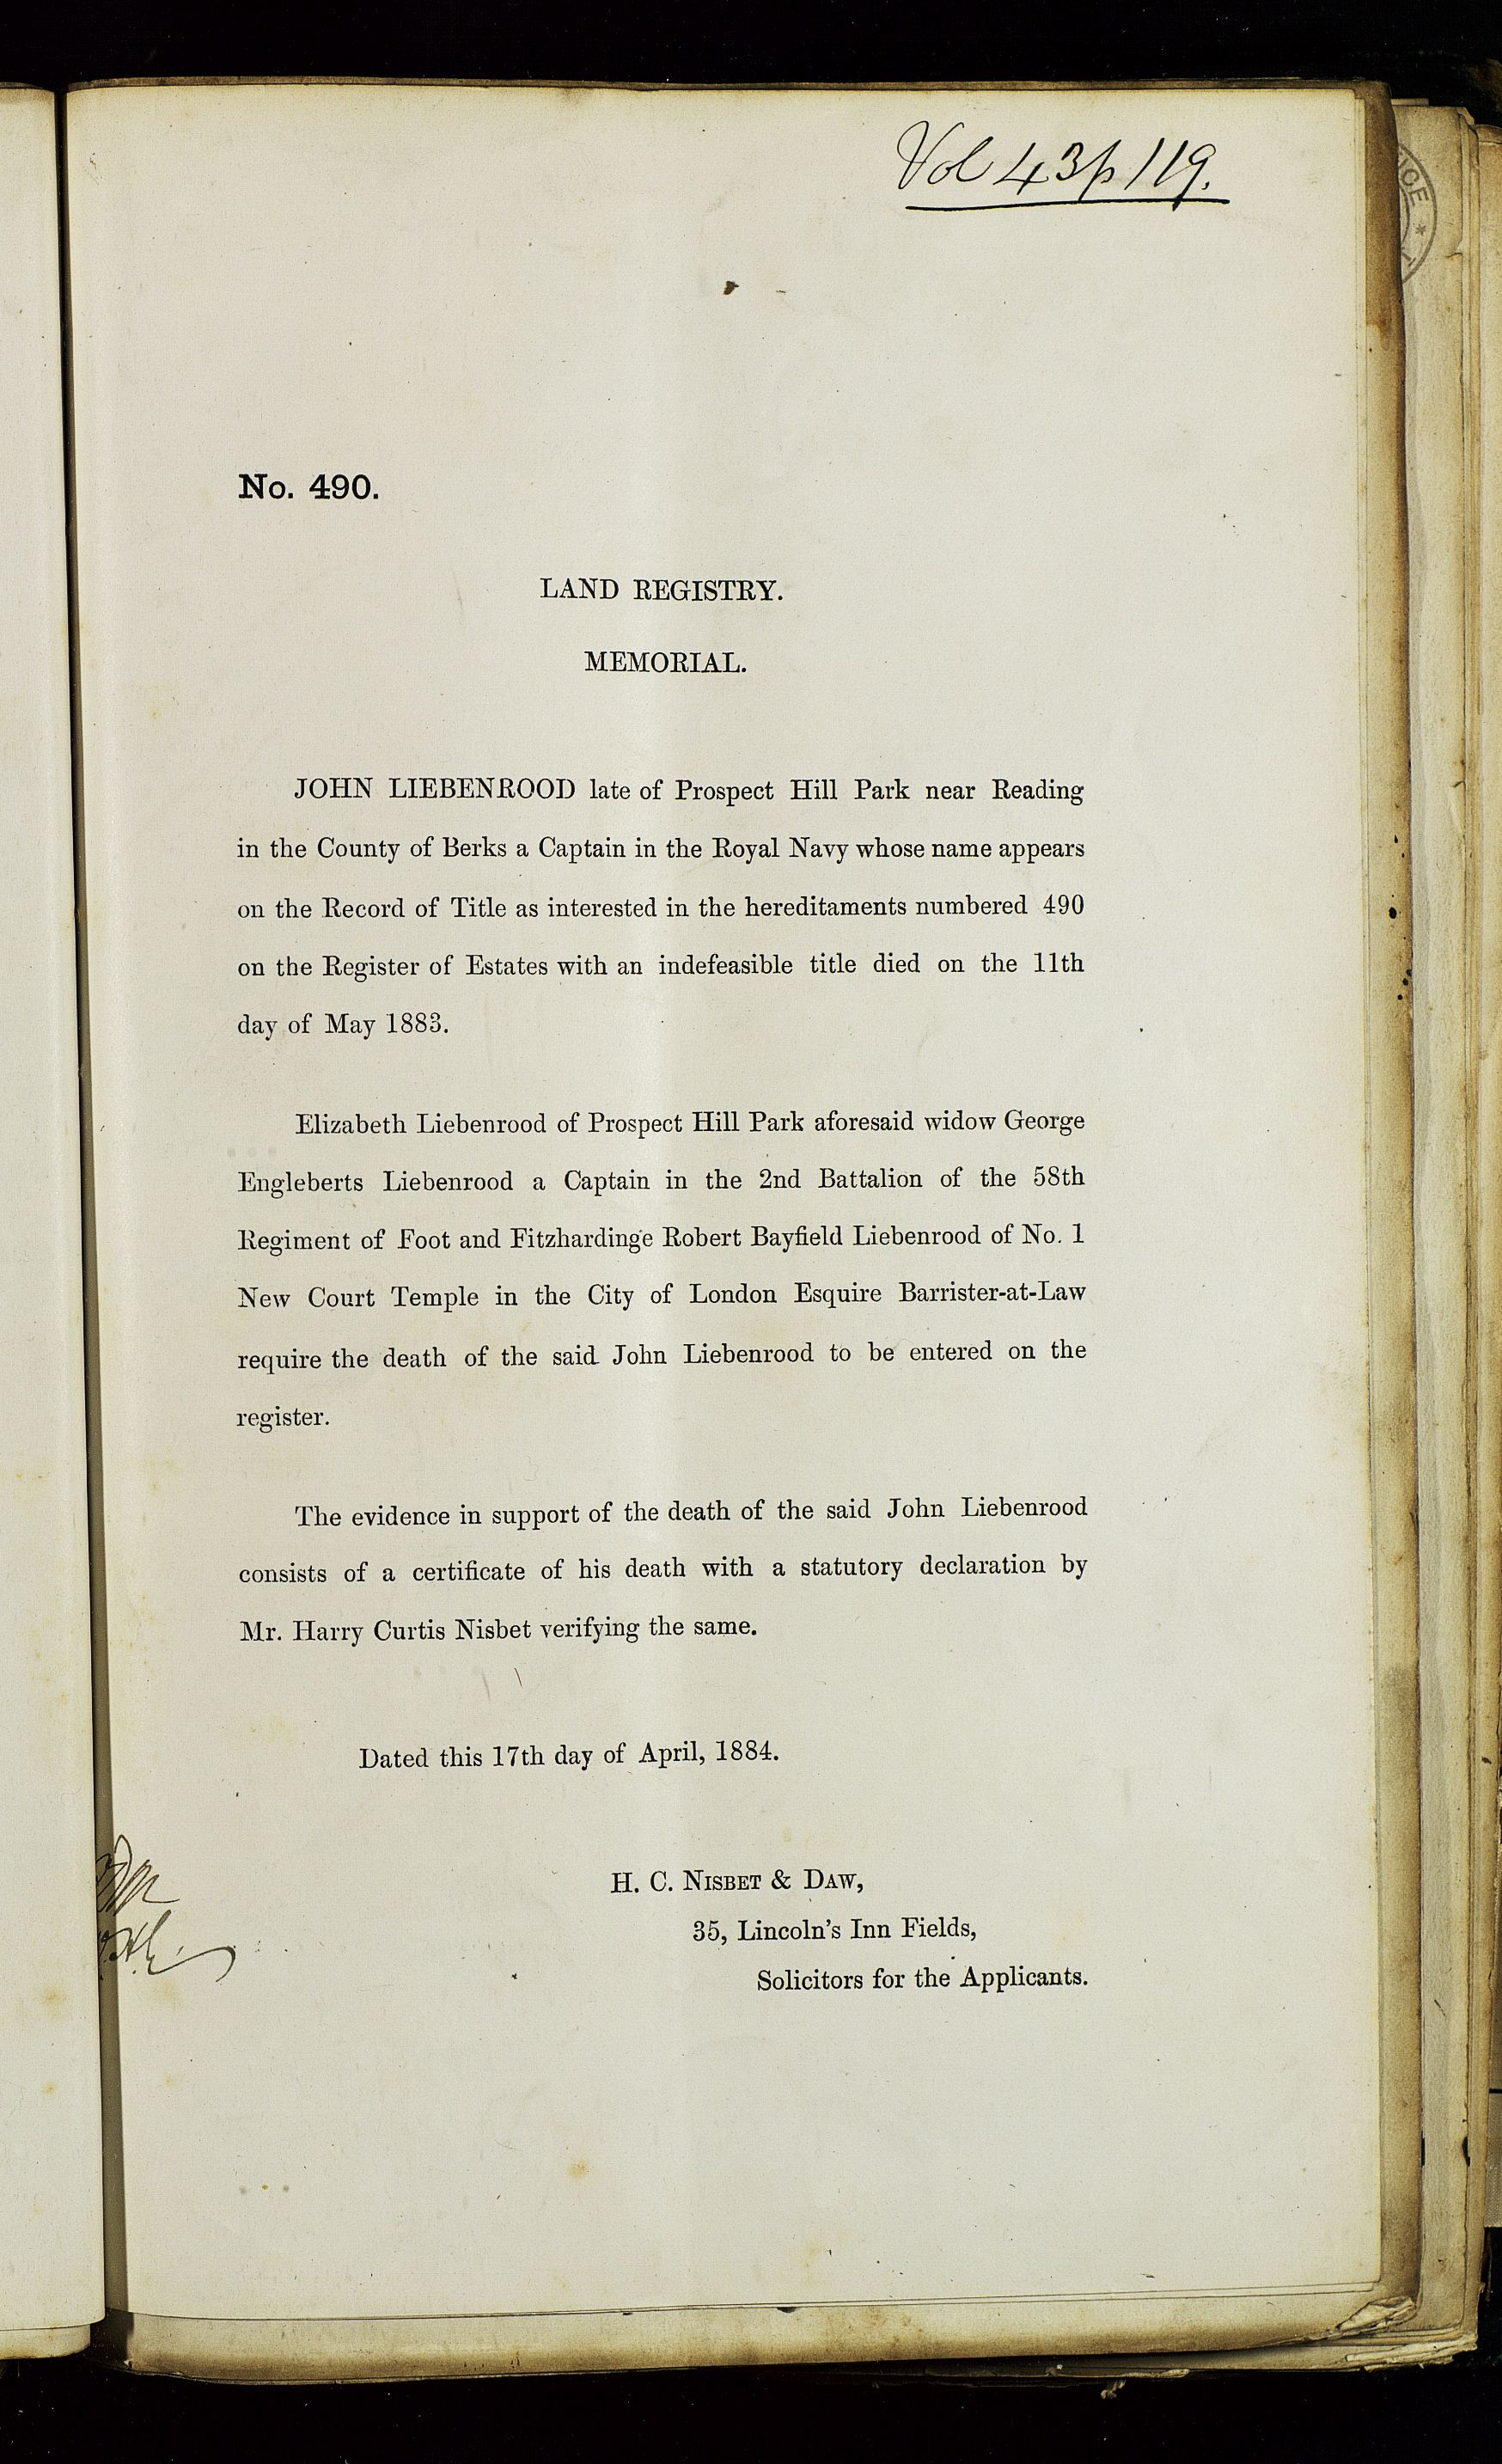 Vol 43 p 119.
No. 490.
LAND REGISTRY.
MEMORIAL.
JOHN LIEBENROOD late of Prospect Hill Park near Reading
in the County of Berks a Captain in the Royal Navy whose name appears
on the Record of Title as interested in the hereditaments numbered 490
on the Register of Estates with an indefeasible title died on the 11th
day of May 1883.
Elizabeth Liebenrood of Prospect Hill Park aforesaid widow George
Engleberts Liebenrood a Captain in the 2nd Battalion of the 58th
Regiment of Foot and Fitzhardinge Robert Bayfield Liebenrood of No. 1
New Court Temple in the City of London Esquire Barrister-at-Law
require the death of the said John Liebenrood to be entered on the
register.
The evidence in support of the death of the said John Liebenrood
consists of a certificate of his death with a statutory declaration by
Mr. Harry Curtis Nisbet verifying the same.
Dated this 17th day of April, 1884.
H. C. NISBET & DAW,
35, Lincoln's Inn Fields,
Solicitors for the Applicants.